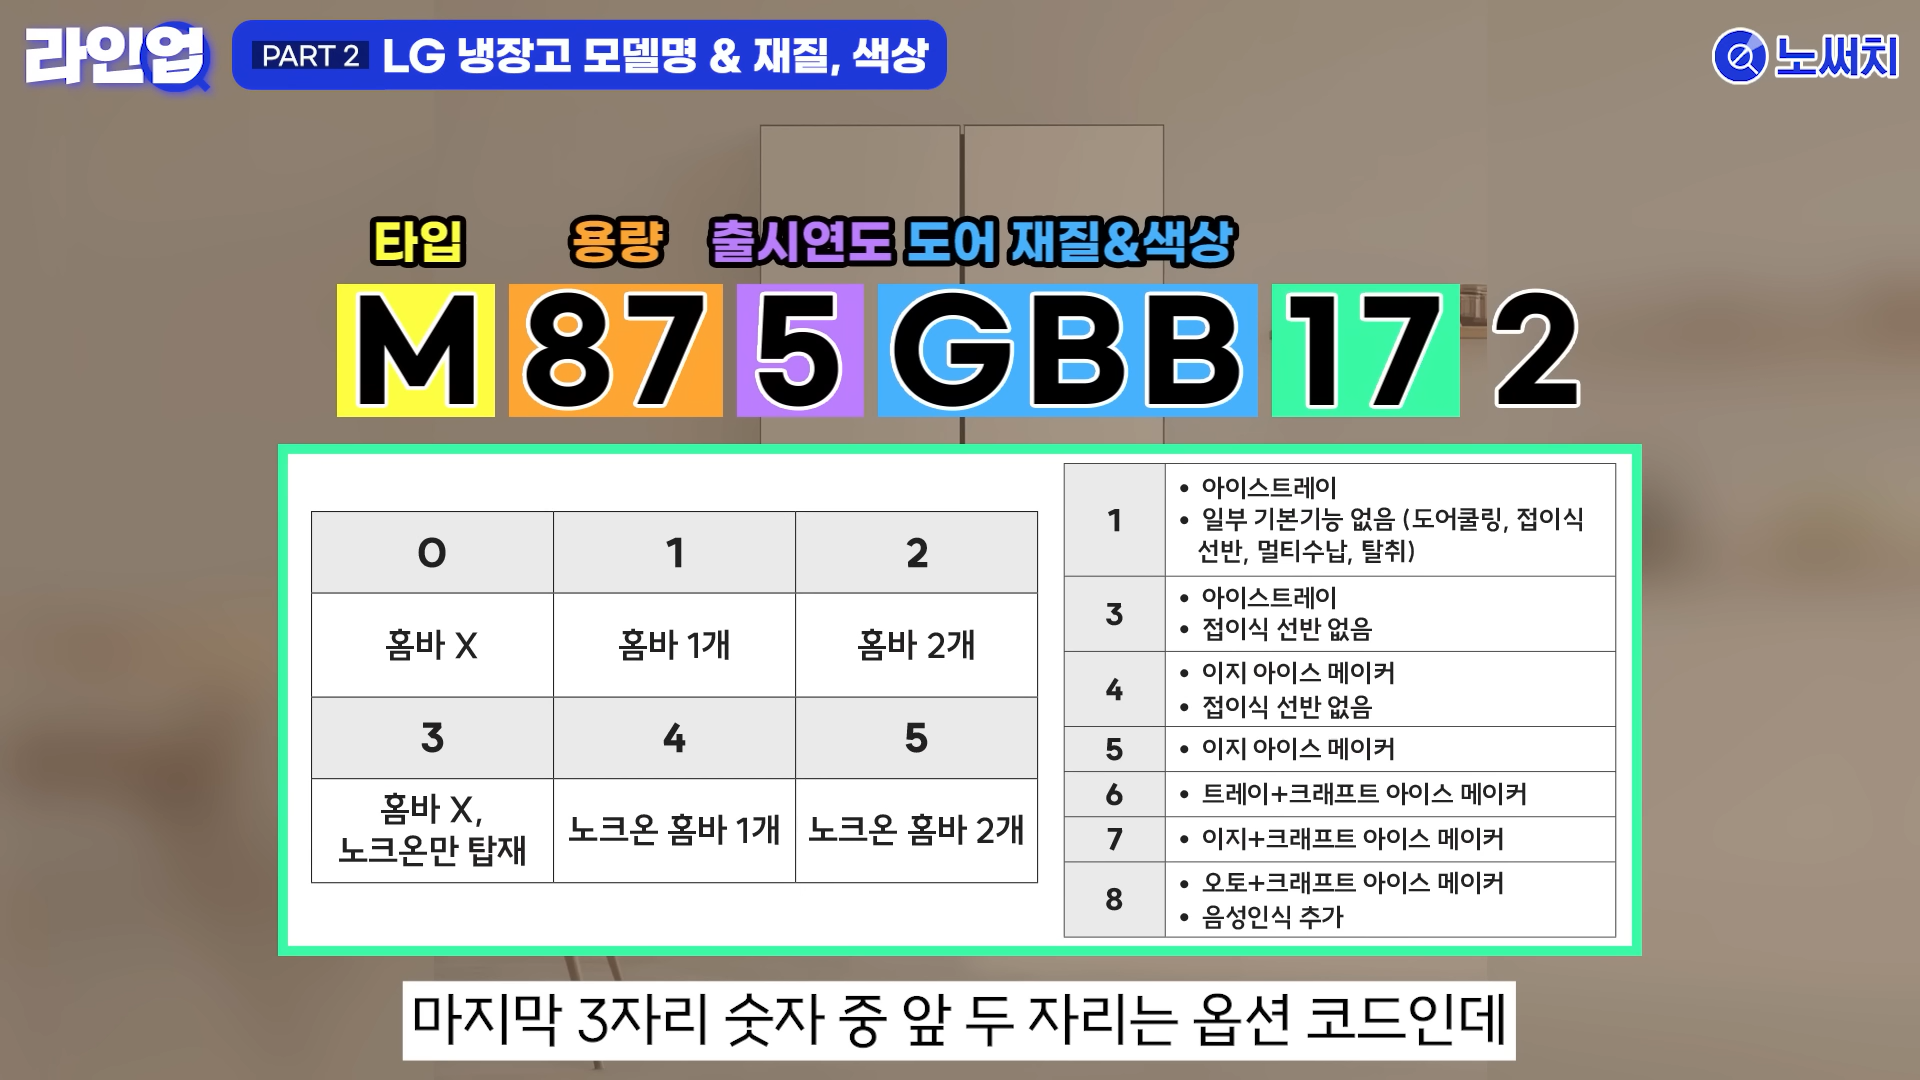 라인업
PART 2 LG 냉장고 모델명 & 재질, 색상
노써치
타입 용량 출시연도 도어 재질&색상
M 87 5 GBB 17 2
0 1 2
홈바 X 홈바 1개 홈바 2개
3 4 5
홈바 X,
노크온만 탑재
노크온 홈바 1개 노크온 홈바 2개
1
• 아이스트레이
• 일부 기본기능 없음 (도어쿨링, 접이식
선반, 멀티수납, 탈취)
3
• 아이스트레이
• 접이식 선반 없음
4
• 이지 아이스 메이커
• 접이식 선반 없음
5 • 이지 아이스 메이커
6 • 트레이+크래프트 아이스 메이커
7 • 이지+크래프트 아이스 메이커
8
• 오토+크래프트 아이스 메이커
• 음성인식 추가
마지막 3자리 숫자 중 앞 두 자리는 옵션 코드인데